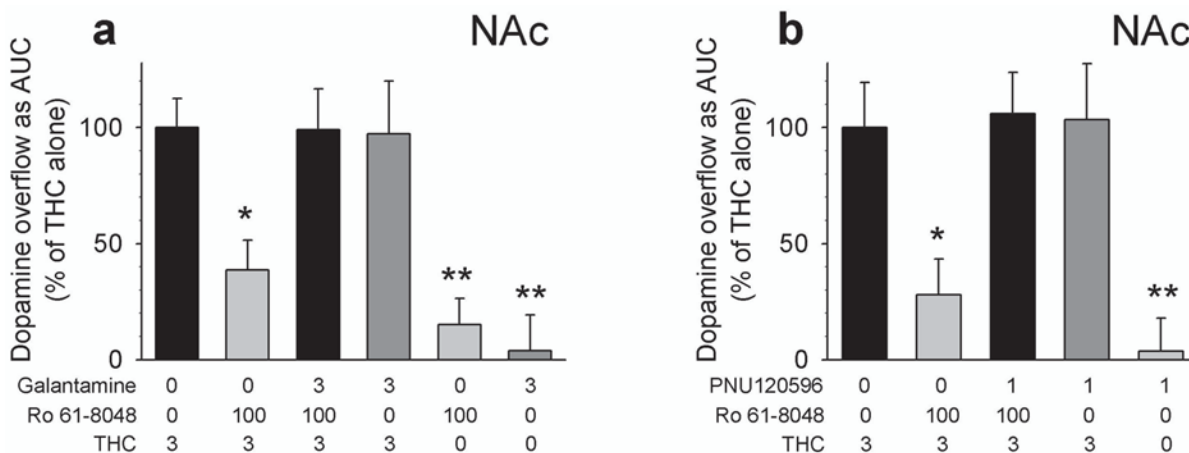 a
NAc
Dopamine overflow as AUC
(% of THC alone)
100
50
0
*
**
**
Galantamine 0 0 3 3 0 3
Ro 61-8048 0 100 100 0 100 0
THC 3 3 3 3 0 0
b
NAc
Dopamine overflow as AUC
(% of THC alone)
100
50
0
*
**
PNU120596 0 0 1 1 1
Ro 61-8048 0 100 100 0 0
THC 3 3 3 3 0